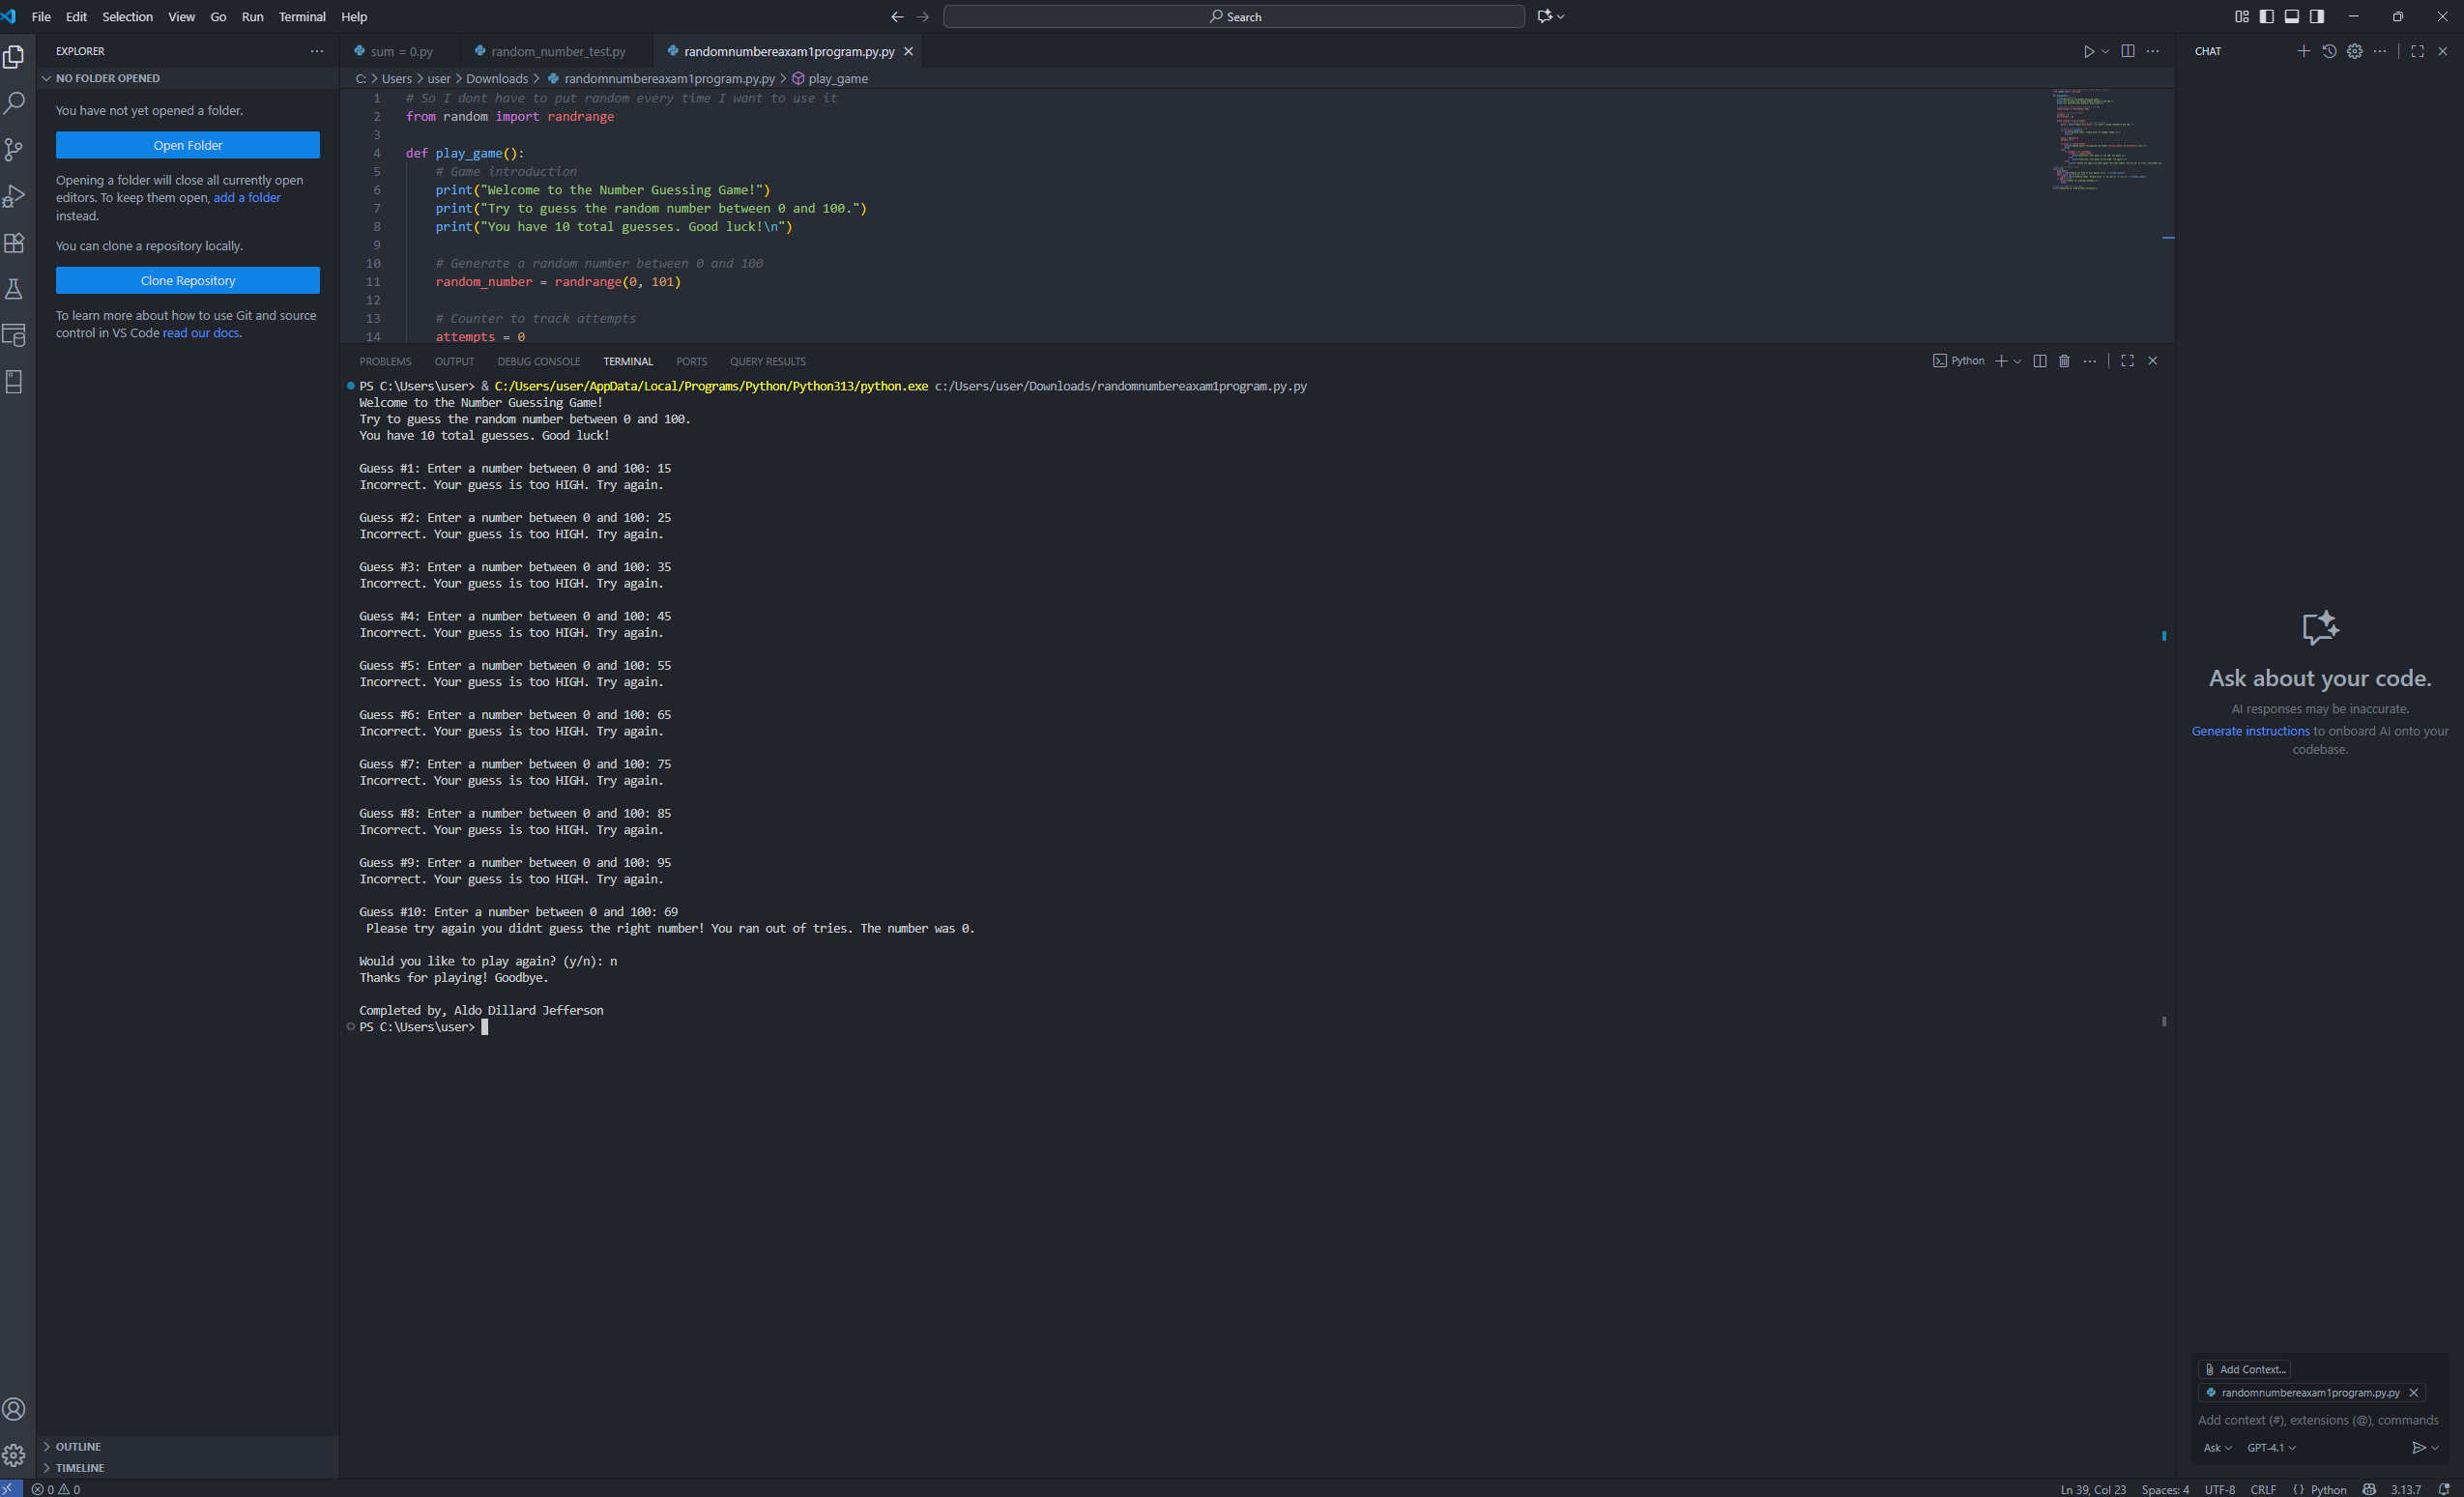 File Edit Selection View Go Run Terminal Help
Search
EXPLORER
NO FOLDER OPENED
You have not yet opened a folder.
Open Folder
Opening a folder will close all currently open
editors. To keep them open, add a folder
instead.
You can clone a repository locally.
Clone Repository
To learn more about how to use Git and source
control in VS Code read our docs.
OUTLINE
TIMELINE
sum = 0.py random_number_test.py randomnumbereaxam1program.py.py
C: > Users > user > Downloads > randomnumbereaxam1program.py.py > play_game
1 # So I dont have to put random every time I want to use it
2 from random import randrange
3
4 def play_game():
5 # Game introduction
6 print("Welcome to the Number Guessing Game!")
7 print("Try to guess the random number between 0 and 100.")
8 print("You have 10 total guesses. Good luck!\n")
9
10 # Generate a random number between 0 and 100
11 random_number = randrange(0, 101)
12
13 # Counter to track attempts
14 attempts = 0
PROBLEMS OUTPUT DEBUG CONSOLE TERMINAL PORTS QUERY RESULTS
Python
PS C:\Users\user> & C:/Users/user/AppData/Local/Programs/Python/Python313/python.exe c:/Users/user/Downloads/randomnumbereaxam1program.py.py
Welcome to the Number Guessing Game!
Try to guess the random number between 0 and 100.
You have 10 total guesses. Good luck!
Guess #1: Enter a number between 0 and 100: 15
Incorrect. Your guess is too HIGH. Try again.
Guess #2: Enter a number between 0 and 100: 25
Incorrect. Your guess is too HIGH. Try again.
Guess #3: Enter a number between 0 and 100: 35
Incorrect. Your guess is too HIGH. Try again.
Guess #4: Enter a number between 0 and 100: 45
Incorrect. Your guess is too HIGH. Try again.
Guess #5: Enter a number between 0 and 100: 55
Incorrect. Your guess is too HIGH. Try again.
Guess #6: Enter a number between 0 and 100: 65
Incorrect. Your guess is too HIGH. Try again.
Guess #7: Enter a number between 0 and 100: 75
Incorrect. Your guess is too HIGH. Try again.
Guess #8: Enter a number between 0 and 100: 85
Incorrect. Your guess is too HIGH. Try again.
Guess #9: Enter a number between 0 and 100: 95
Incorrect. Your guess is too HIGH. Try again.
Guess #10: Enter a number between 0 and 100: 69
Please try again you didnt guess the right number! You ran out of tries. The number was 0.
Would you like to play again? (y/n): n
Thanks for playing! Goodbye.
Completed by, Aldo Dillard Jefferson
PS C:\Users\user>
CHAT
Ask about your code.
AI responses may be inaccurate.
Generate instructions to onboard AI onto your
codebase.
Add Context...
randomnumbereaxam1program.py.py
Add context (#), extensions (@), commands
Ask GPT-4.1
0 0
Ln 39, Col 23 Spaces: 4 UTF-8 CRLF {} Python 3.13.7